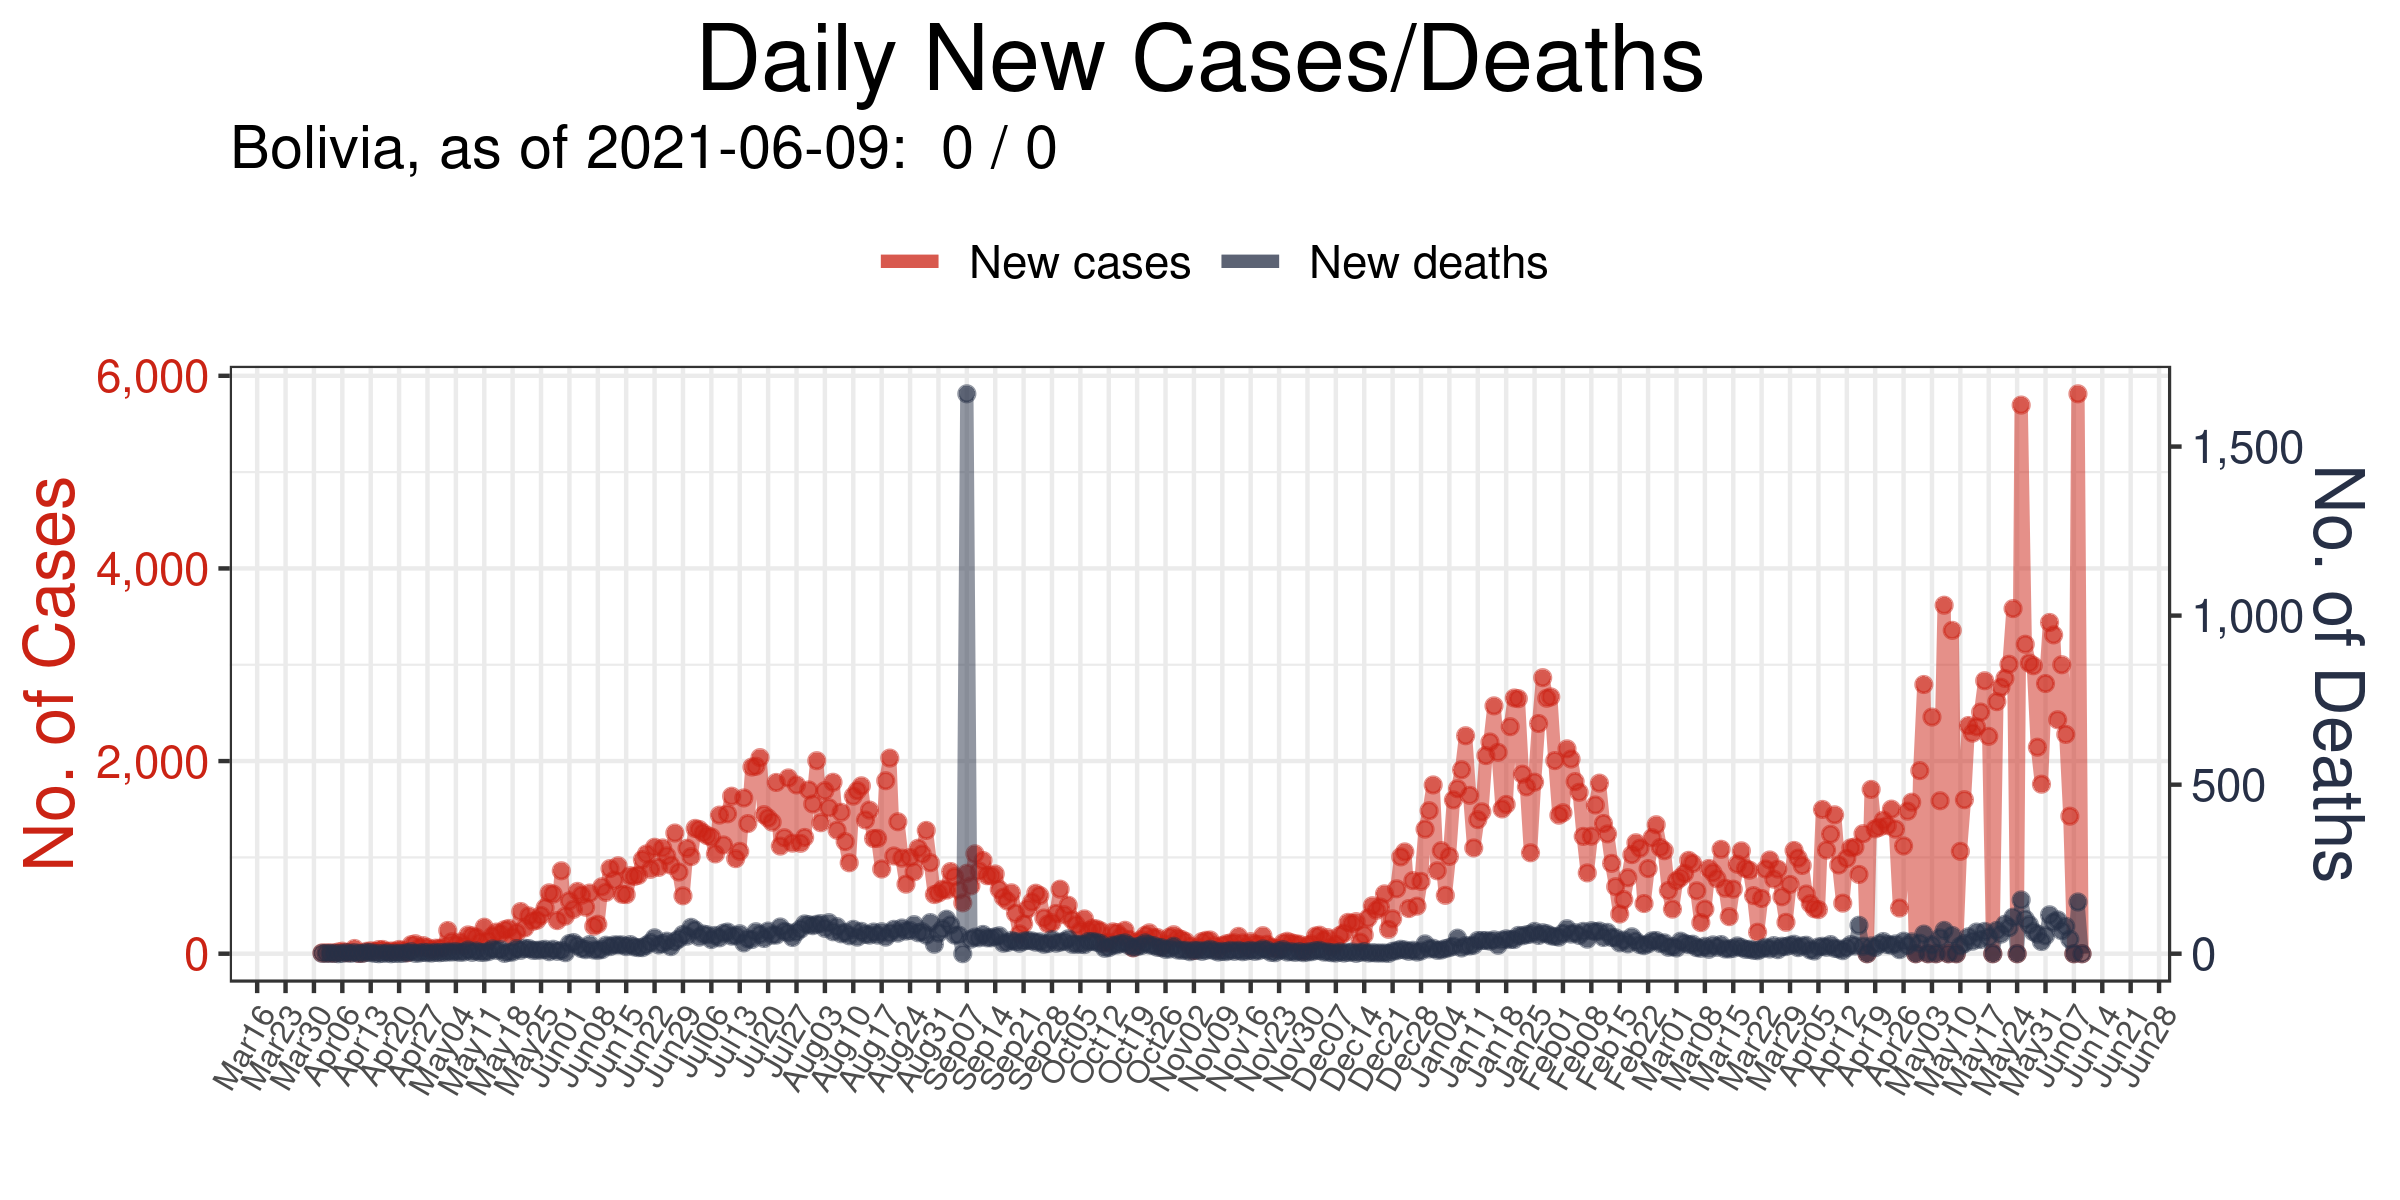 Daily New Cases/Deaths
Bolivia, as of 2021-06-09:  0 / 0
New cases
New deaths
No. of Cases
6,000
4,000
2,000
0
1,500
1,000
500
0
No. of Deaths
Mar16
Mar23
Mar30
Apr06
Apr13
Apr20
Apr27
May04
May11
May18
May25
Jun01
Jun08
Jun15
Jun22
Jun29
Jul06
Jul13
Jul20
Jul27
Aug03
Aug10
Aug17
Aug24
Aug31
Sep07
Sep14
Sep21
Sep28
Oct05
Oct12
Oct19
Oct26
Nov02
Nov09
Nov16
Nov23
Nov30
Dec07
Dec14
Dec21
Dec28
Jan04
Jan11
Jan18
Jan25
Feb01
Feb08
Feb15
Feb22
Mar01
Mar08
Mar15
Mar22
Mar29
Apr05
Apr12
Apr19
Apr26
May03
May10
May17
May24
May31
Jun07
Jun14
Jun21
Jun28